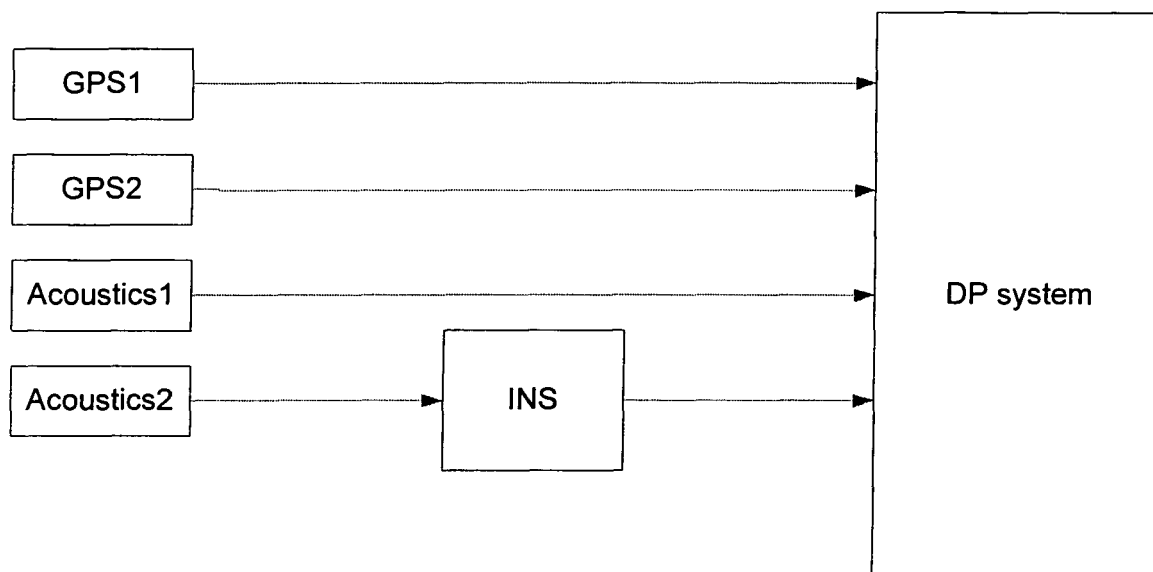 GPS1
GPS2
Acoustics1
DP system
Acoustics2
INS